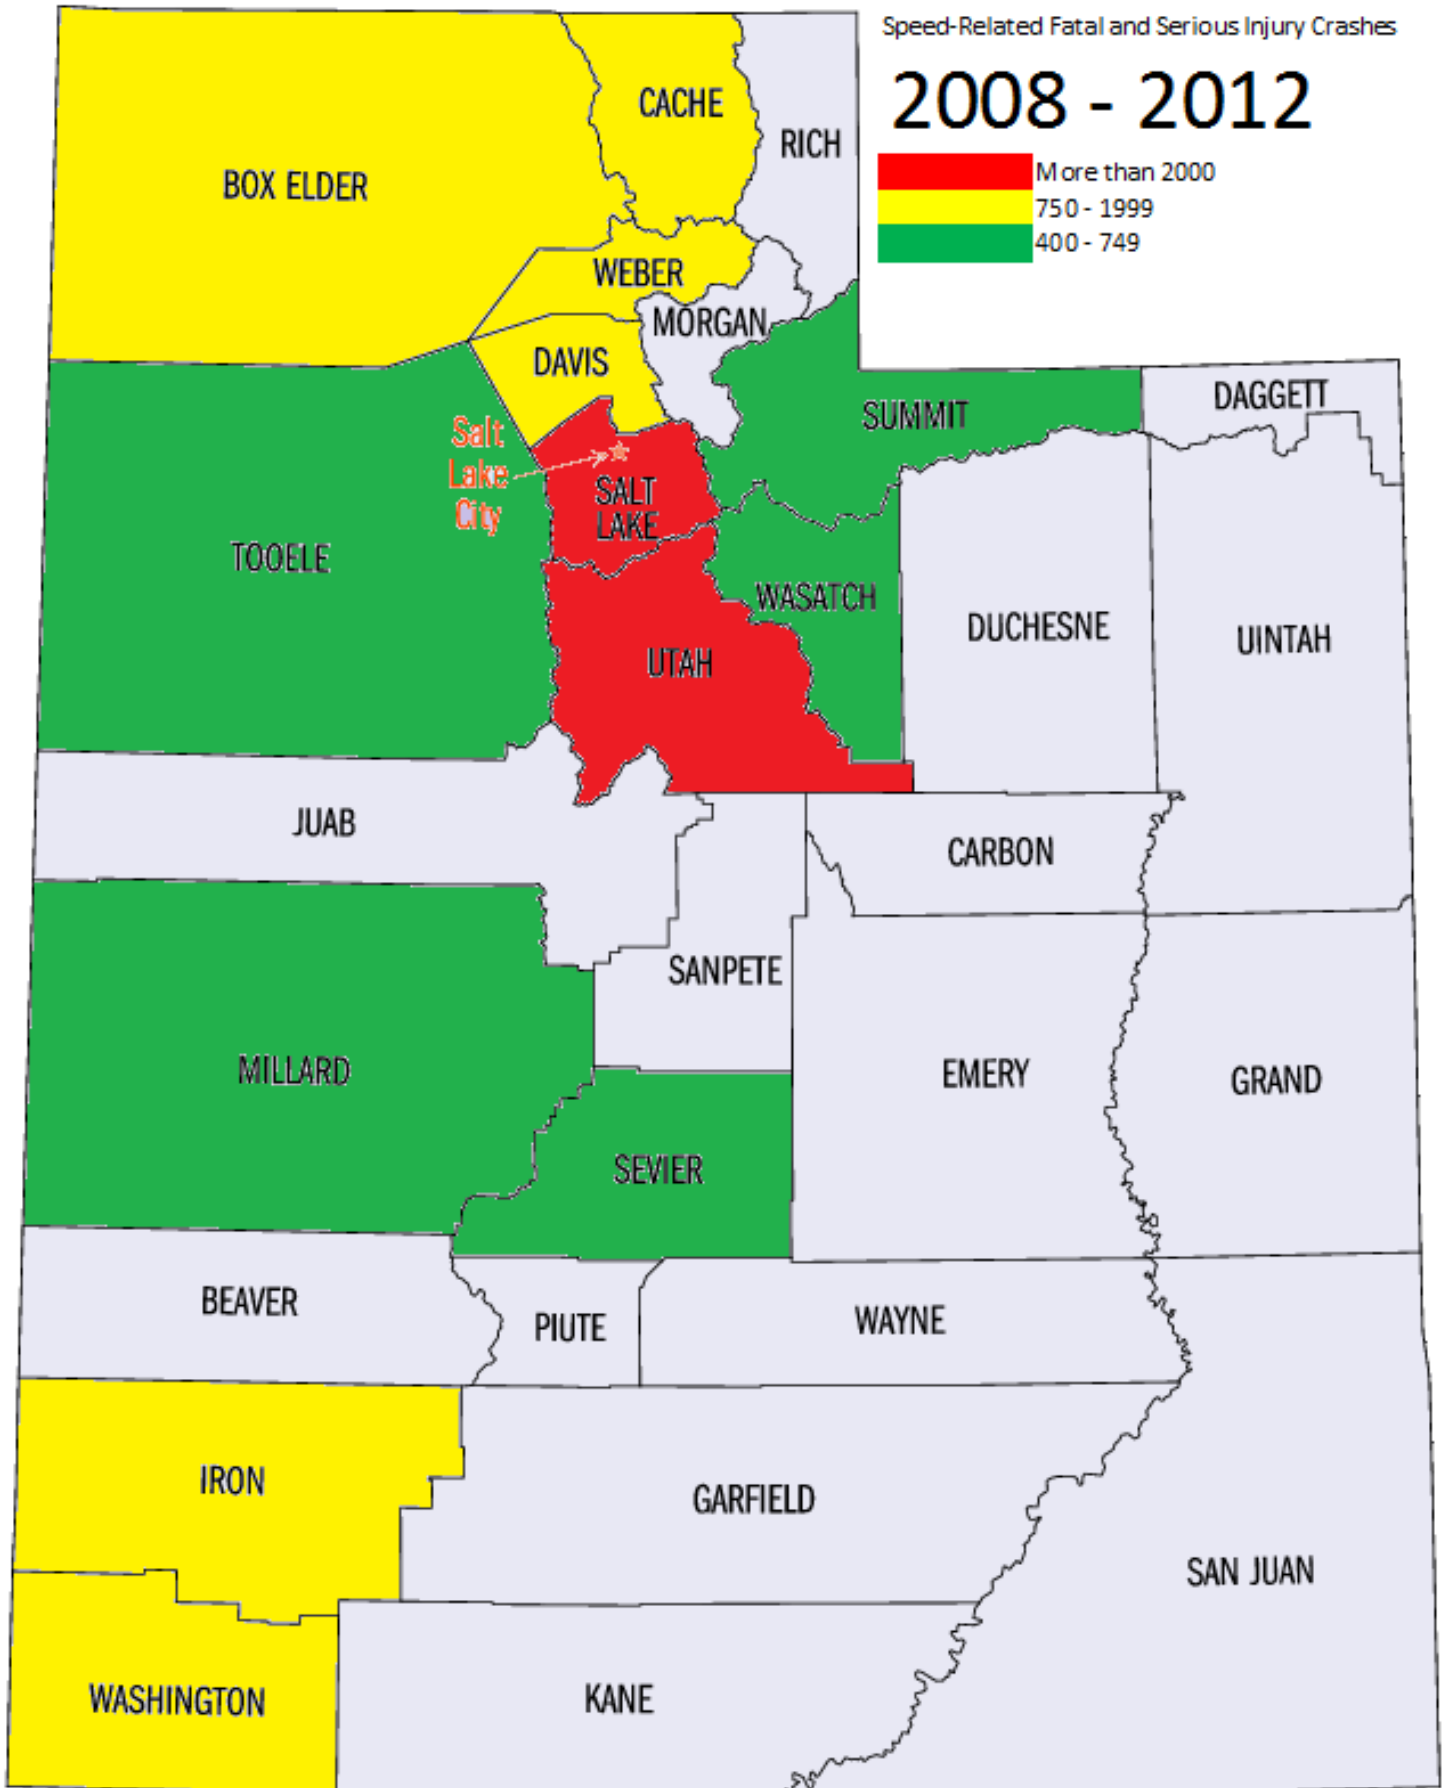 Speed-Related Fatal and Serious Injury Crashes
2008 - 2012
More than 2000
750 - 1999
400 - 749
CACHE
RICH
BOX ELDER
WEBER
MORGAN
DAVIS
DAGGETT
SUMMIT
Salt
Lake
City
SALT
LAKE
TOOELE
WASATCH
DUCHESNE
UINTAH
UTAH
JUAB
CARBON
SANPETE
MILLARD
EMERY
GRAND
SEVIER
BEAVER
PIUTE
WAYNE
IRON
GARFIELD
SAN JUAN
WASHINGTON
KANE